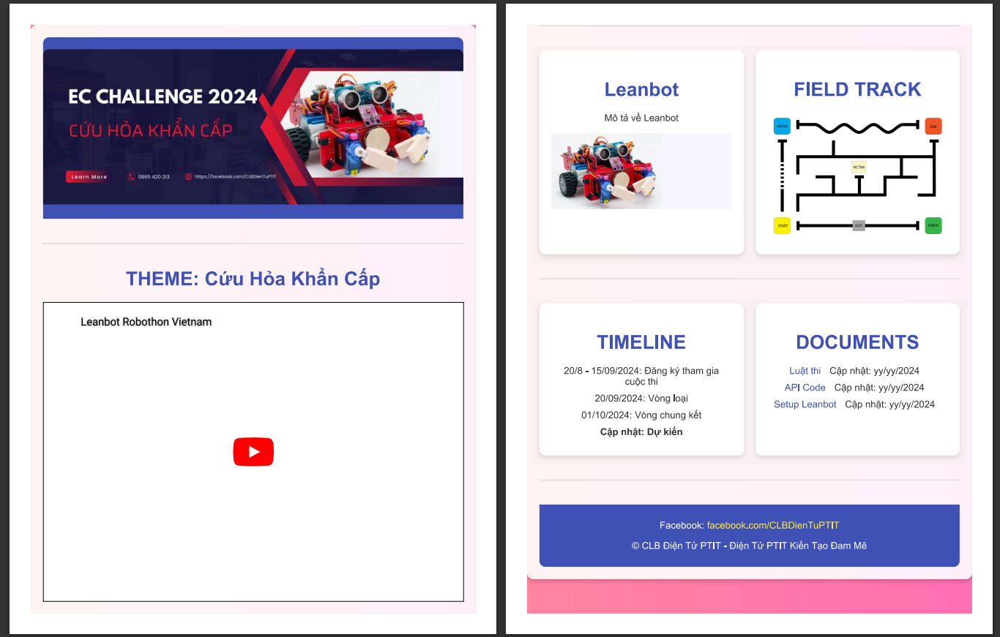 EC CHALLENGE 2024
CỨU HỎA KHẨN CẤP
Learn More
0865 420 213
https://facebook.com/CLBDienTuPTIT
THEME: Cứu Hỏa Khẩn Cấp
Leanbot Robothon Vietnam
Leanbot
Mô tả về Leanbot
FIELD TRACK
WATER
FIRE
VICTIM
START
FINISH
TIMELINE
20/8 - 15/09/2024: Đăng ký tham gia
cuộc thi
20/09/2024: Vòng loại
01/10/2024: Vòng chung kết
Cập nhật: Dự kiến
DOCUMENTS
Luật thi Cập nhật: yy/yy/2024
API Code Cập nhật: yy/yy/2024
Setup Leanbot Cập nhật: yy/yy/2024
Facebook: facebook.com/CLBDienTuPTIT
© CLB Điện Tử PTIT - Điện Tử PTIT Kiến Tạo Đam Mê